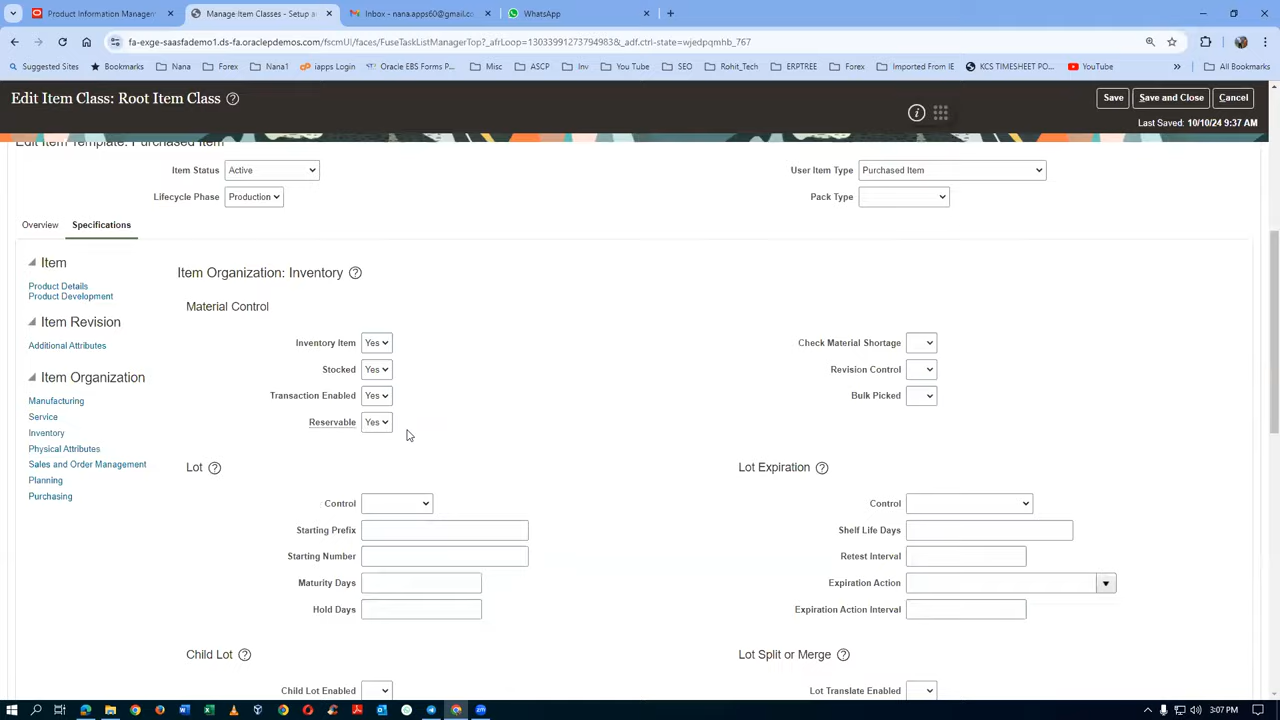 Oracle Product Information Managem
Manage Item Classes - Setup a
Inbox - nana.apps60@gmail.co
WhatsApp
fa-exge-saasfademo1.ds-fa.oraclepdemos.com/fscmUI/faces/FuseTaskListManagerTop?_afrLoop=1303399127379498​3&_adf.ctrl-state=wjedpqmhb_767
Suggested Sites
Bookmarks
Nana
Forex
Nana1
iapps Login
Oracle EBS Forms P...
Misc
ASCP
Inv
You Tube
SEO
Rohit_Tech
ERPTREE
Forex
Imported From IE
KCS TIMESHEET PO...
YouTube
All Bookmarks
Edit Item Class: Root Item Class
Save
Save and Close
Cancel
Last Saved: 10/10/24 9:37 AM
Edit Item Template: Purchased Item
Item Status Active
User Item Type Purchased Item
Lifecycle Phase Production
Pack Type
Overview
Specifications
Item
Product Details
Product Development
Item Revision
Additional Attributes
Item Organization
Manufacturing
Service
Inventory
Physical Attributes
Sales and Order Management
Planning
Purchasing
Item Organization: Inventory
Material Control
Inventory Item Yes
Check Material Shortage
Stocked Yes
Revision Control
Transaction Enabled Yes
Bulk Picked
Reservable Yes
Lot
Lot Expiration
Control
Control
Starting Prefix
Shelf Life Days
Starting Number
Retest Interval
Maturity Days
Expiration Action
Hold Days
Expiration Action Interval
Child Lot
Lot Split or Merge
Child Lot Enabled
Lot Translate Enabled
3:07 PM